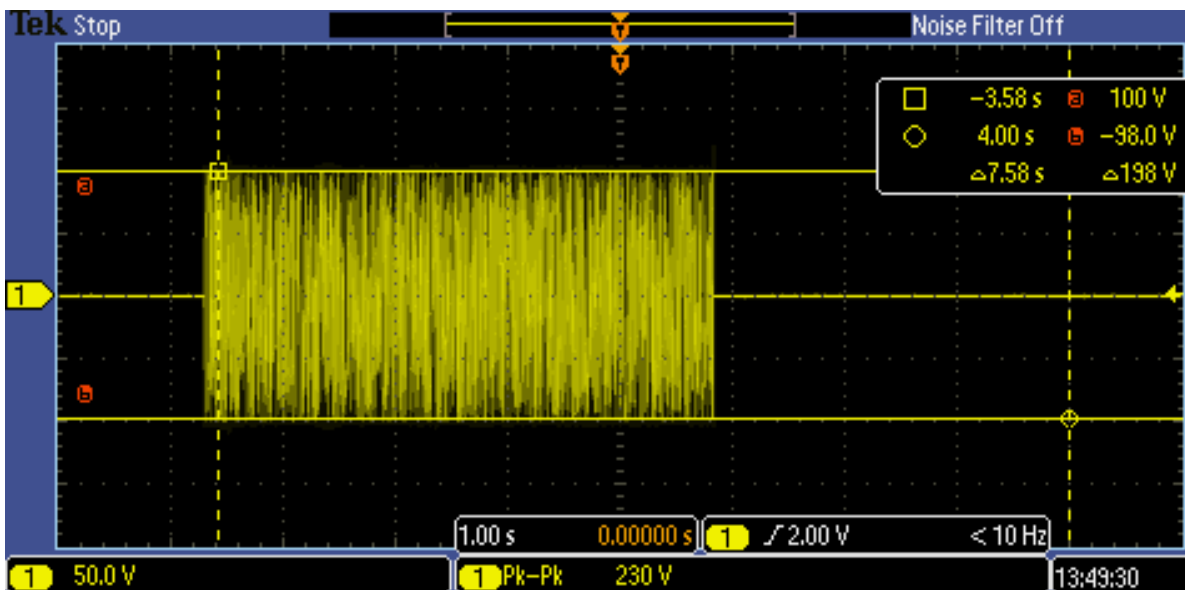 Tek Stop Noise Filter Off
T
T
−3.58 s a 100 V
4.00 s b −98.0 V
△7.58 s △198 V
a
1
b
1.00 s 0.00000 s 1 2.00 V < 10 Hz
1 50.0 V 1 Pk−Pk 230 V 13:49:30